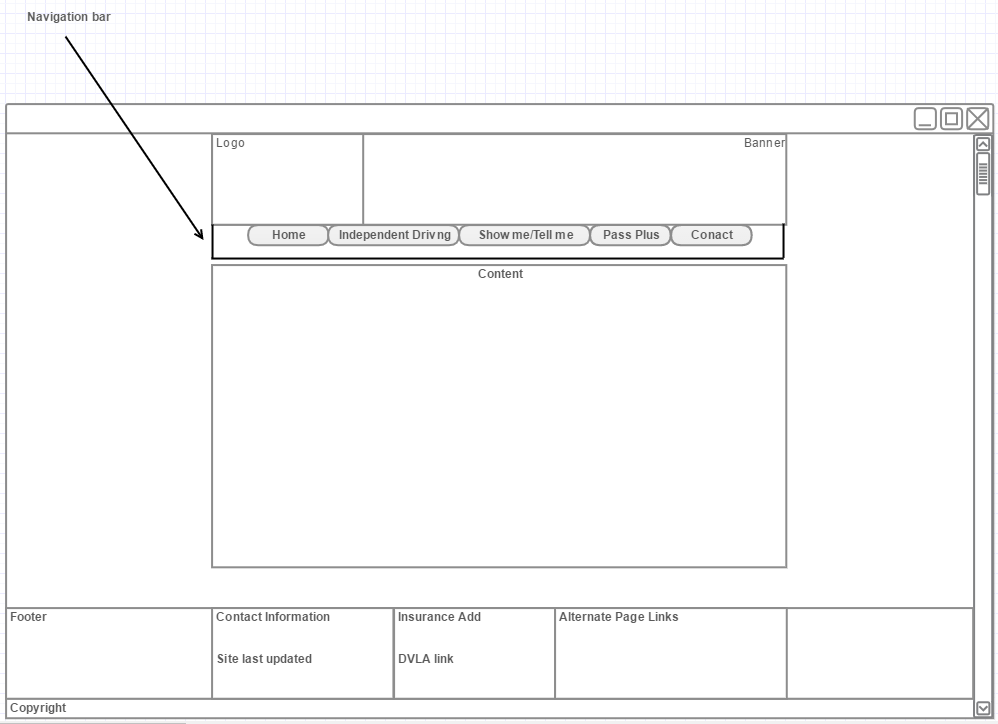 Navigation bar
Logo
Banner
Home Independent Drivng Show me/Tell me Pass Plus Conact
Content
Footer Contact Information Insurance Add Alternate Page Links
Site last updated DVLA link
Copyright